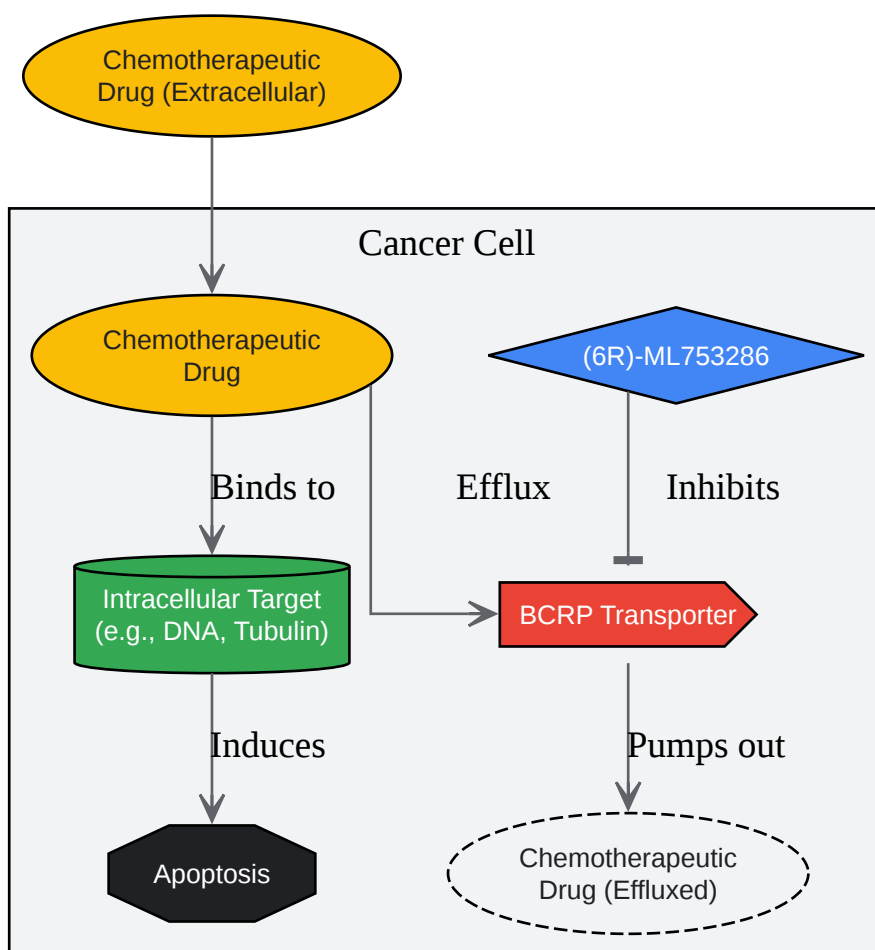 Chemotherapeutic
Drug (Extracellular)
Cancer Cell
Chemotherapeutic
Drug
(6R)-ML753286
Binds to
Efflux
Inhibits
Intracellular Target
(e.g., DNA, Tubulin)
BCRP Transporter
Induces
Pumps out
Apoptosis
Chemotherapeutic
Drug (Effluxed)